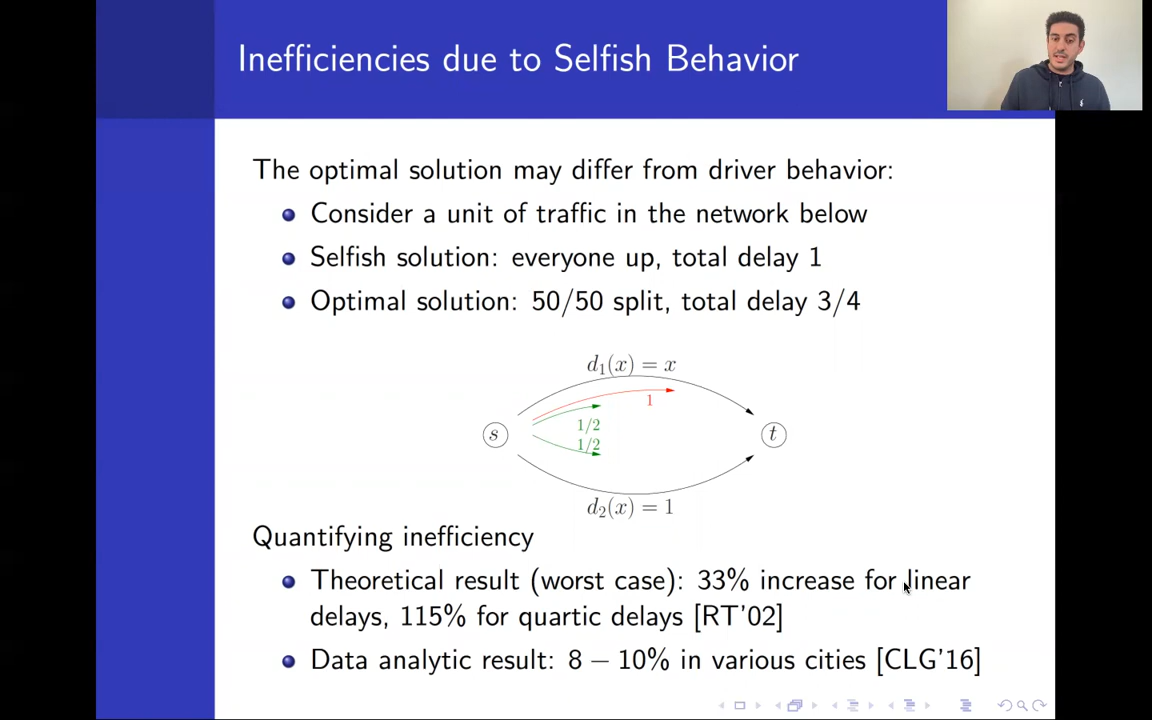 Inefficiencies due to Selfish Behavior
The optimal solution may differ from driver behavior:
Consider a unit of traffic in the network below
Selfish solution: everyone up, total delay 1
Optimal solution: 50/50 split, total delay 3/4
d₁(x) = x
1
1/2
s
t
1/2
d₂(x) = 1
Quantifying inefficiency
Theoretical result (worst case): 33% increase for linear
delays, 115% for quartic delays [RT'02]
Data analytic result: 8 − 10% in various cities [CLG'16]